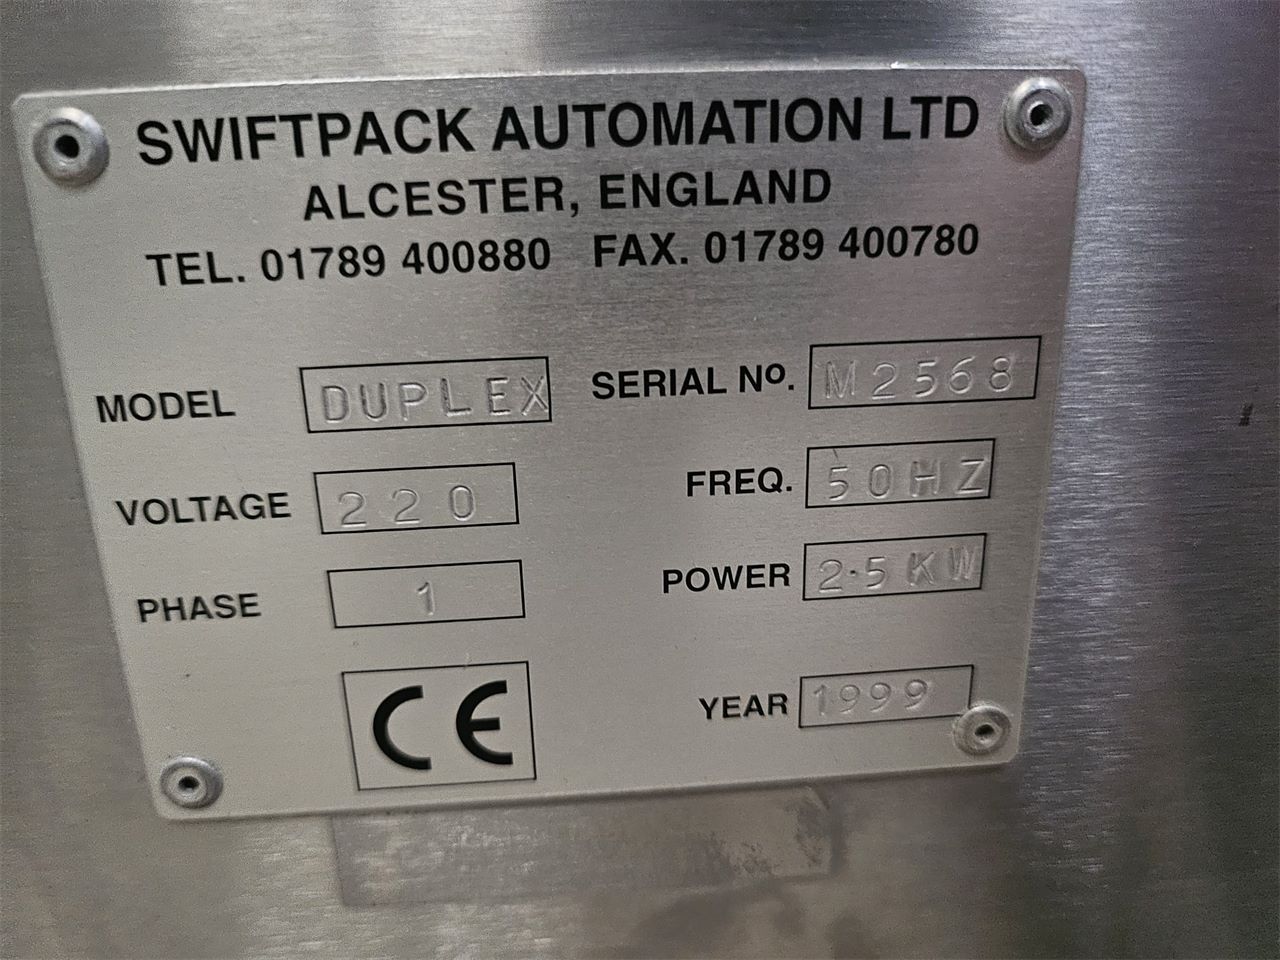 SWIFTPACK AUTOMATION LTD
ALCESTER, ENGLAND
TEL. 01789 400880 FAX. 01789 400780
MODEL DUPLEX SERIAL Nº. M2568
VOLTAGE 220 FREQ. 50HZ
PHASE 1 POWER 2·5KW
CE YEAR 1999